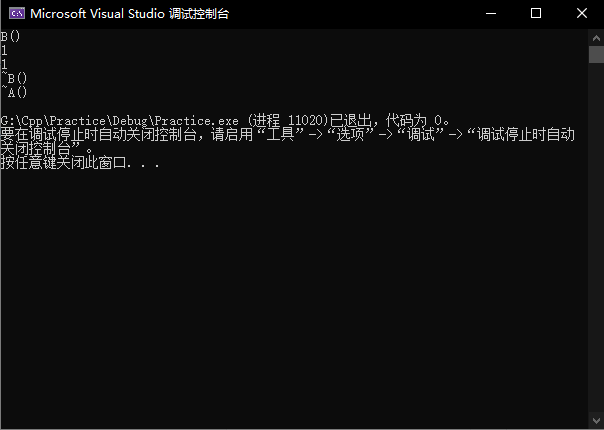 Microsoft Visual Studio 调试控制台
B()
1
1
~B()
~A()
G:\Cpp\Practice\Debug\Practice.exe (进程 11020)已退出，代码为 0。
要在调试停止时自动关闭控制台，请启用“工具”->“选项”->“调试”->“调试停止时自动
关闭控制台”。
按任意键关闭此窗口. . .